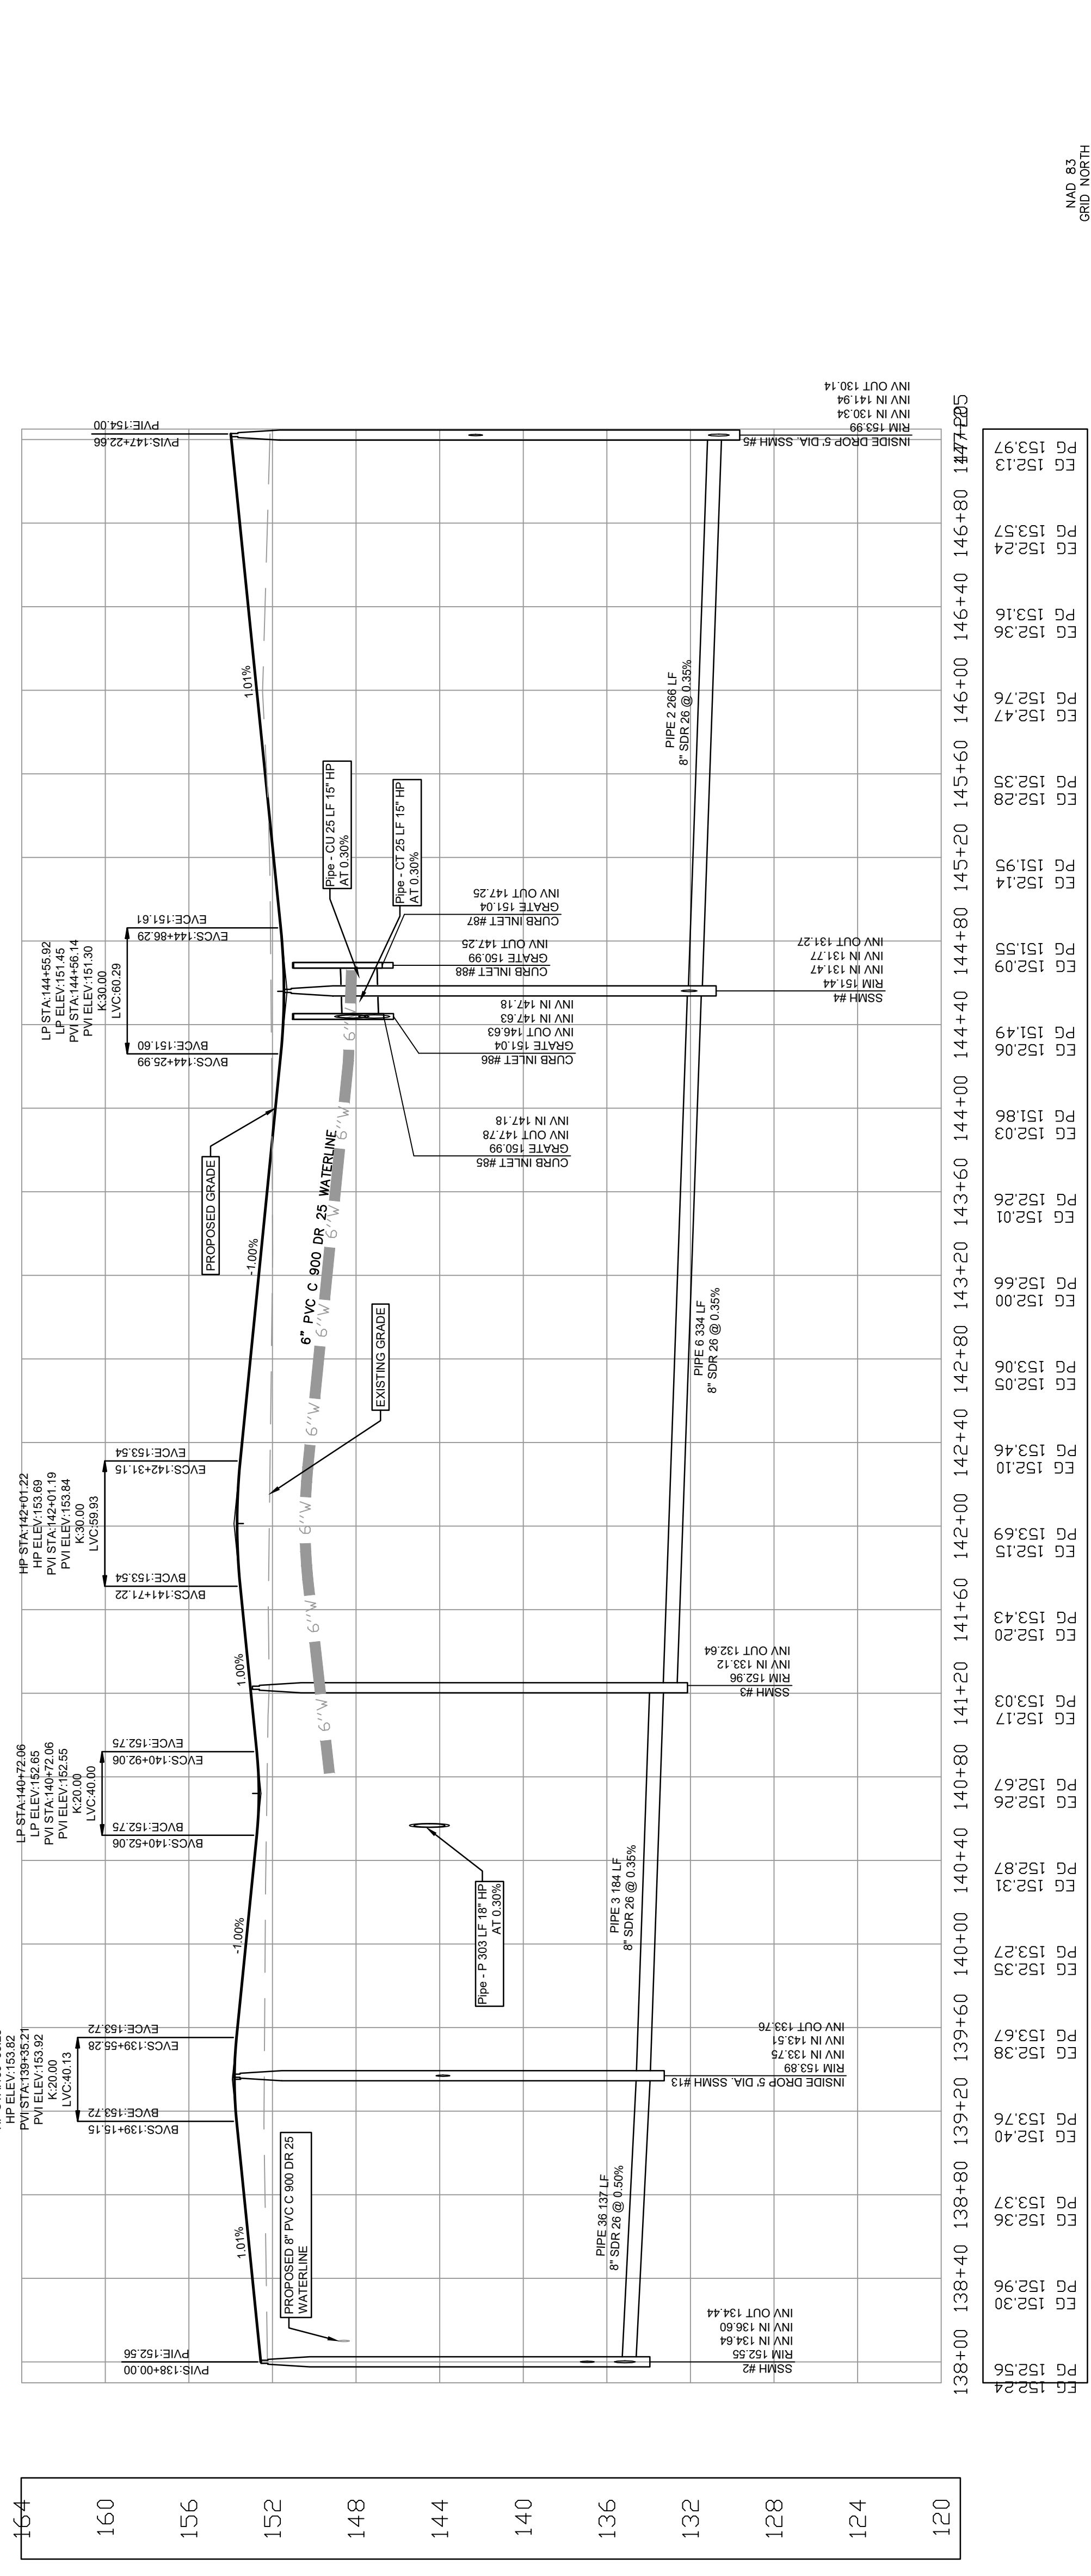 NAD 83
GRID NORTH
164
160
156
152
148
144
140
136
132
128
124
120
PVIS:138+00.00
PVIE:152.56
1.01%
HP ELEV:153.82
PVI STA:139+35.21
PVI ELEV:153.92
K:20.00
LVC:40.13
BVCS:139+15.15
BVCE:153.72
EVCS:139+55.28
EVCE:153.72
-1.00%
LP STA:140+72.06
LP ELEV:152.65
PVI STA:140+72.06
PVI ELEV:152.55
K:20.00
LVC:40.00
BVCS:140+52.06
BVCE:152.75
EVCS:140+92.06
EVCE:152.75
1.00%
HP STA:142+01.22
HP ELEV:153.69
PVI STA:142+01.19
PVI ELEV:153.84
K:30.00
LVC:59.93
BVCS:141+71.22
BVCE:153.54
EVCS:142+31.15
EVCE:153.54
-1.00%
PROPOSED GRADE
LP STA:144+55.92
LP ELEV:151.45
PVI STA:144+56.14
PVI ELEV:151.30
K:30.00
LVC:60.29
BVCS:144+25.99
BVCE:151.60
EVCS:144+86.29
EVCE:151.61
1.01%
PVIS:147+22.66
PVIE:154.00
PROPOSED 8" PVC C 900 DR 25
WATERLINE
Pipe - P 303 LF 18" HP
AT 0.30%
EXISTING GRADE
6" PVC C 900 DR 25 WATERLINE
6"W
6"W
6"W
6"W
6"W
6"W
6"W
6"W
6"W
Pipe - CU 25 LF 15" HP
AT 0.30%
Pipe - CT 25 LF 15" HP
AT 0.30%
CURB INLET #85
GRATE 150.99
INV OUT 147.78
INV IN 147.18
CURB INLET #86
GRATE 151.04
INV OUT 146.63
INV IN 147.63
INV IN 147.18
CURB INLET #88
GRATE 150.99
INV OUT 147.25
CURB INLET #87
GRATE 151.04
INV OUT 147.25
SSMH #2
RIM 152.55
INV IN 134.64
INV IN 136.60
INV OUT 134.44
PIPE 36 137 LF
8" SDR 26 @ 0.50%
INSIDE DROP 5' DIA. SSMH #13
RIM 153.89
INV IN 133.75
INV IN 143.51
INV OUT 133.76
PIPE 3 184 LF
8" SDR 26 @ 0.35%
SSMH #3
RIM 152.96
INV IN 133.12
INV OUT 132.64
PIPE 6 334 LF
8" SDR 26 @ 0.35%
SSMH #4
RIM 151.44
INV IN 131.47
INV IN 131.77
INV OUT 131.27
PIPE 2 266 LF
8" SDR 26 @ 0.35%
INSIDE DROP 5' DIA. SSMH #5
RIM 153.99
INV IN 130.34
INV IN 141.94
INV OUT 130.14
138+00
138+40
138+80
139+20
139+60
140+00
140+40
140+80
141+20
141+60
142+00
142+40
142+80
143+20
143+60
144+00
144+40
144+80
145+20
145+60
146+00
146+40
146+80
147+20
EG 152.24
PG 152.56
EG 152.30
PG 152.96
EG 152.36
PG 153.37
EG 152.40
PG 153.76
EG 152.38
PG 153.67
EG 152.35
PG 153.27
EG 152.31
PG 152.87
EG 152.26
PG 152.67
EG 152.17
PG 153.03
EG 152.20
PG 153.43
EG 152.15
PG 153.69
EG 152.10
PG 153.46
EG 152.05
PG 153.06
EG 152.00
PG 152.66
EG 152.01
PG 152.26
EG 152.03
PG 151.86
EG 152.06
PG 151.49
EG 152.09
PG 151.55
EG 152.14
PG 151.95
EG 152.28
PG 152.35
EG 152.47
PG 152.76
EG 152.36
PG 153.16
EG 152.24
PG 153.57
EG 152.13
PG 153.97